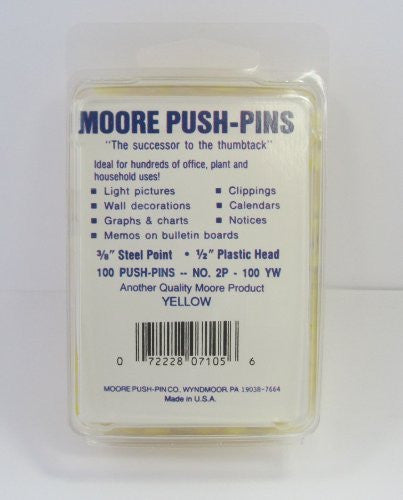 MOORE PUSH-PINS
"The successor to the thumbtack"
Ideal for hundreds of office, plant and
household uses!
▪ Light pictures ▪ Clippings
▪ Wall decorations ▪ Calendars
▪ Graphs & charts ▪ Notices
▪ Memos on bulletin boards
3/8" Steel Point • 1/2" Plastic Head
100 PUSH-PINS -- NO. 2P - 100 YW
Another Quality Moore Product
YELLOW
0 72228 07105 6
MOORE PUSH-PIN CO., WYNDMOOR, PA 19038-7664
Made in U.S.A.